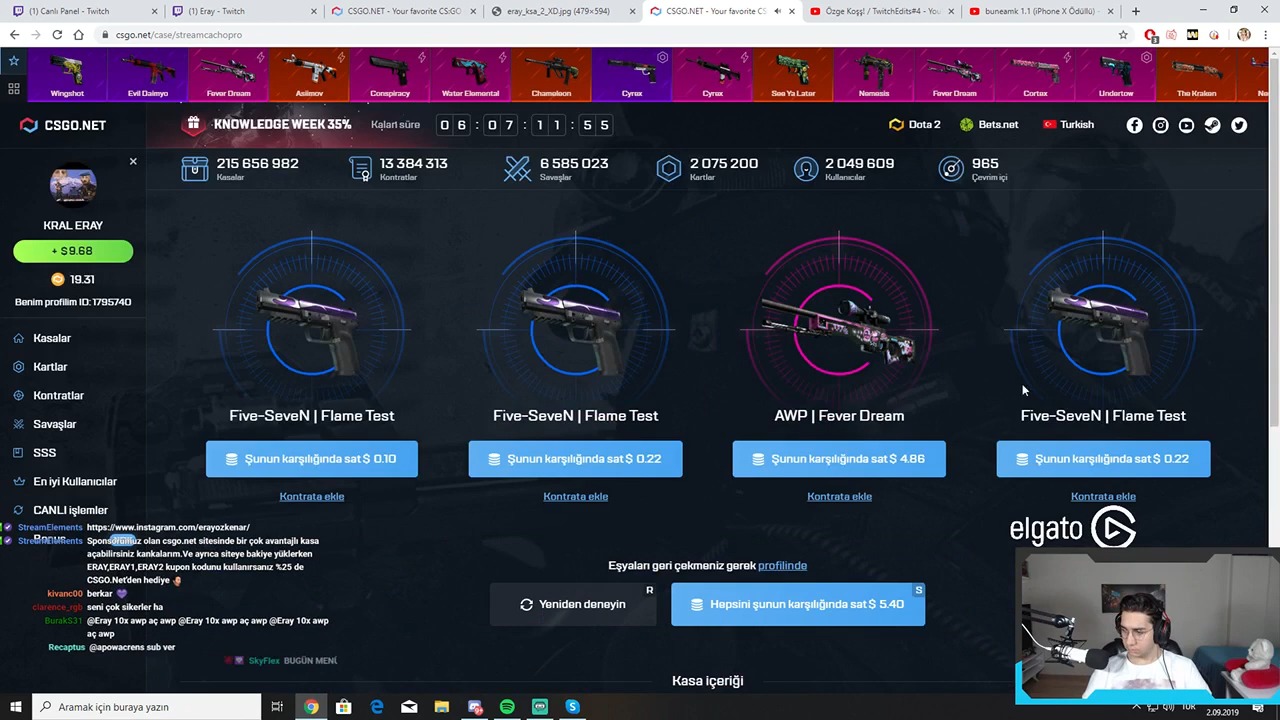 Canlı Panel - Twitch
Eray - Twitch
CSGO.NET - Your favorite CS:GO
eray_ksa_2_XD.jpg (479×594)
CSGO.NET - Your favorite CS
Özge Koşş! / TwitchEdits#4 - You
buneamk 1.1 (iPhone X Ödüllü) -
csgo.net/case/streamcachopro
Wingshot
Evil Daimyo
Fever Dream
Asiimov
Conspiracy
Water Elemental
Chameleon
Cyrex
Cyrex
See Ya Later
Nemesis
Fever Dream
Cortex
Undertow
The Kraken
CSGO.NET
KNOWLEDGE WEEK 35%
Kalan süre
0 6 : 0 7 : 1 1 : 5 5
Dota 2
Bets.net
Turkish
215 656 982
Kasalar
13 384 313
Kontratlar
6 585 023
Savaşlar
2 075 200
Kartlar
2 049 609
Kullanıcılar
965
Çevrim içi
KRAL ERAY
+ $9.68
19.31
Benim profilim ID: 1795740
Kasalar
Kartlar
Kontratlar
Savaşlar
SSS
En iyi Kullanıcılar
CANLI işlemler
Bonus
Five-SeveN | Flame Test
Five-SeveN | Flame Test
AWP | Fever Dream
Five-SeveN | Flame Test
Şunun karşılığında sat $ 0.10
Şunun karşılığında sat $ 0.22
Şunun karşılığında sat $ 4.86
Şunun karşılığında sat $ 0.22
Kontrata ekle
Kontrata ekle
Kontrata ekle
Kontrata ekle
StreamElements https://www.instagram.com/erayozkenar/
StreamElements Sponsorumuz olan csgo.net sitesinde bir çok avantajlı kasa
açabilirsiniz kankalarım.Ve ayrıca siteye bakiye yüklerken
ERAY,ERAY1,ERAY2 kupon kodunu kullanırsanız %25 de
CSGO.Net'den hediye
kivanc00 berkar
clarence_rgb seni çok sikerler ha
BurakS31 @Eray 10x awp aç awp @Eray 10x awp aç awp @Eray 10x awp
aç awp
Recaptus @apowacrens sub ver
SkyFlex BUGÜN MENİ
elgato
Eşyaları geri çekmeniz gerek profilinde
Yeniden deneyin
R
Hepsini şunun karşılığında sat $ 5.40
S
Kasa içeriği
Aramak için buraya yazın
TUR
2.09.2019